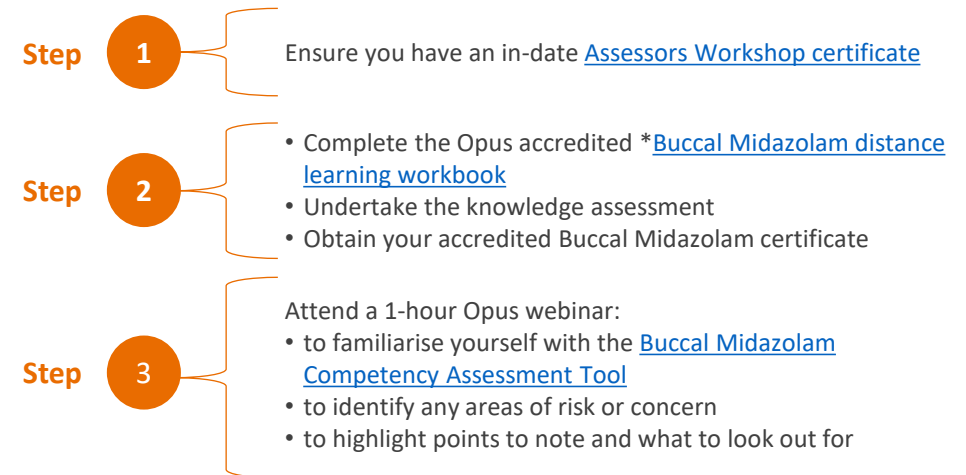 Step 1 Ensure you have an in-date Assessors Workshop certificate
• Complete the Opus accredited *Buccal Midazolam distance
learning workbook
Step 2
• Undertake the knowledge assessment
• Obtain your accredited Buccal Midazolam certificate
Attend a 1-hour Opus webinar:
• to familiarise yourself with the Buccal Midazolam
Step 3 Competency Assessment Tool
• to identify any areas of risk or concern
• to highlight points to note and what to look out for